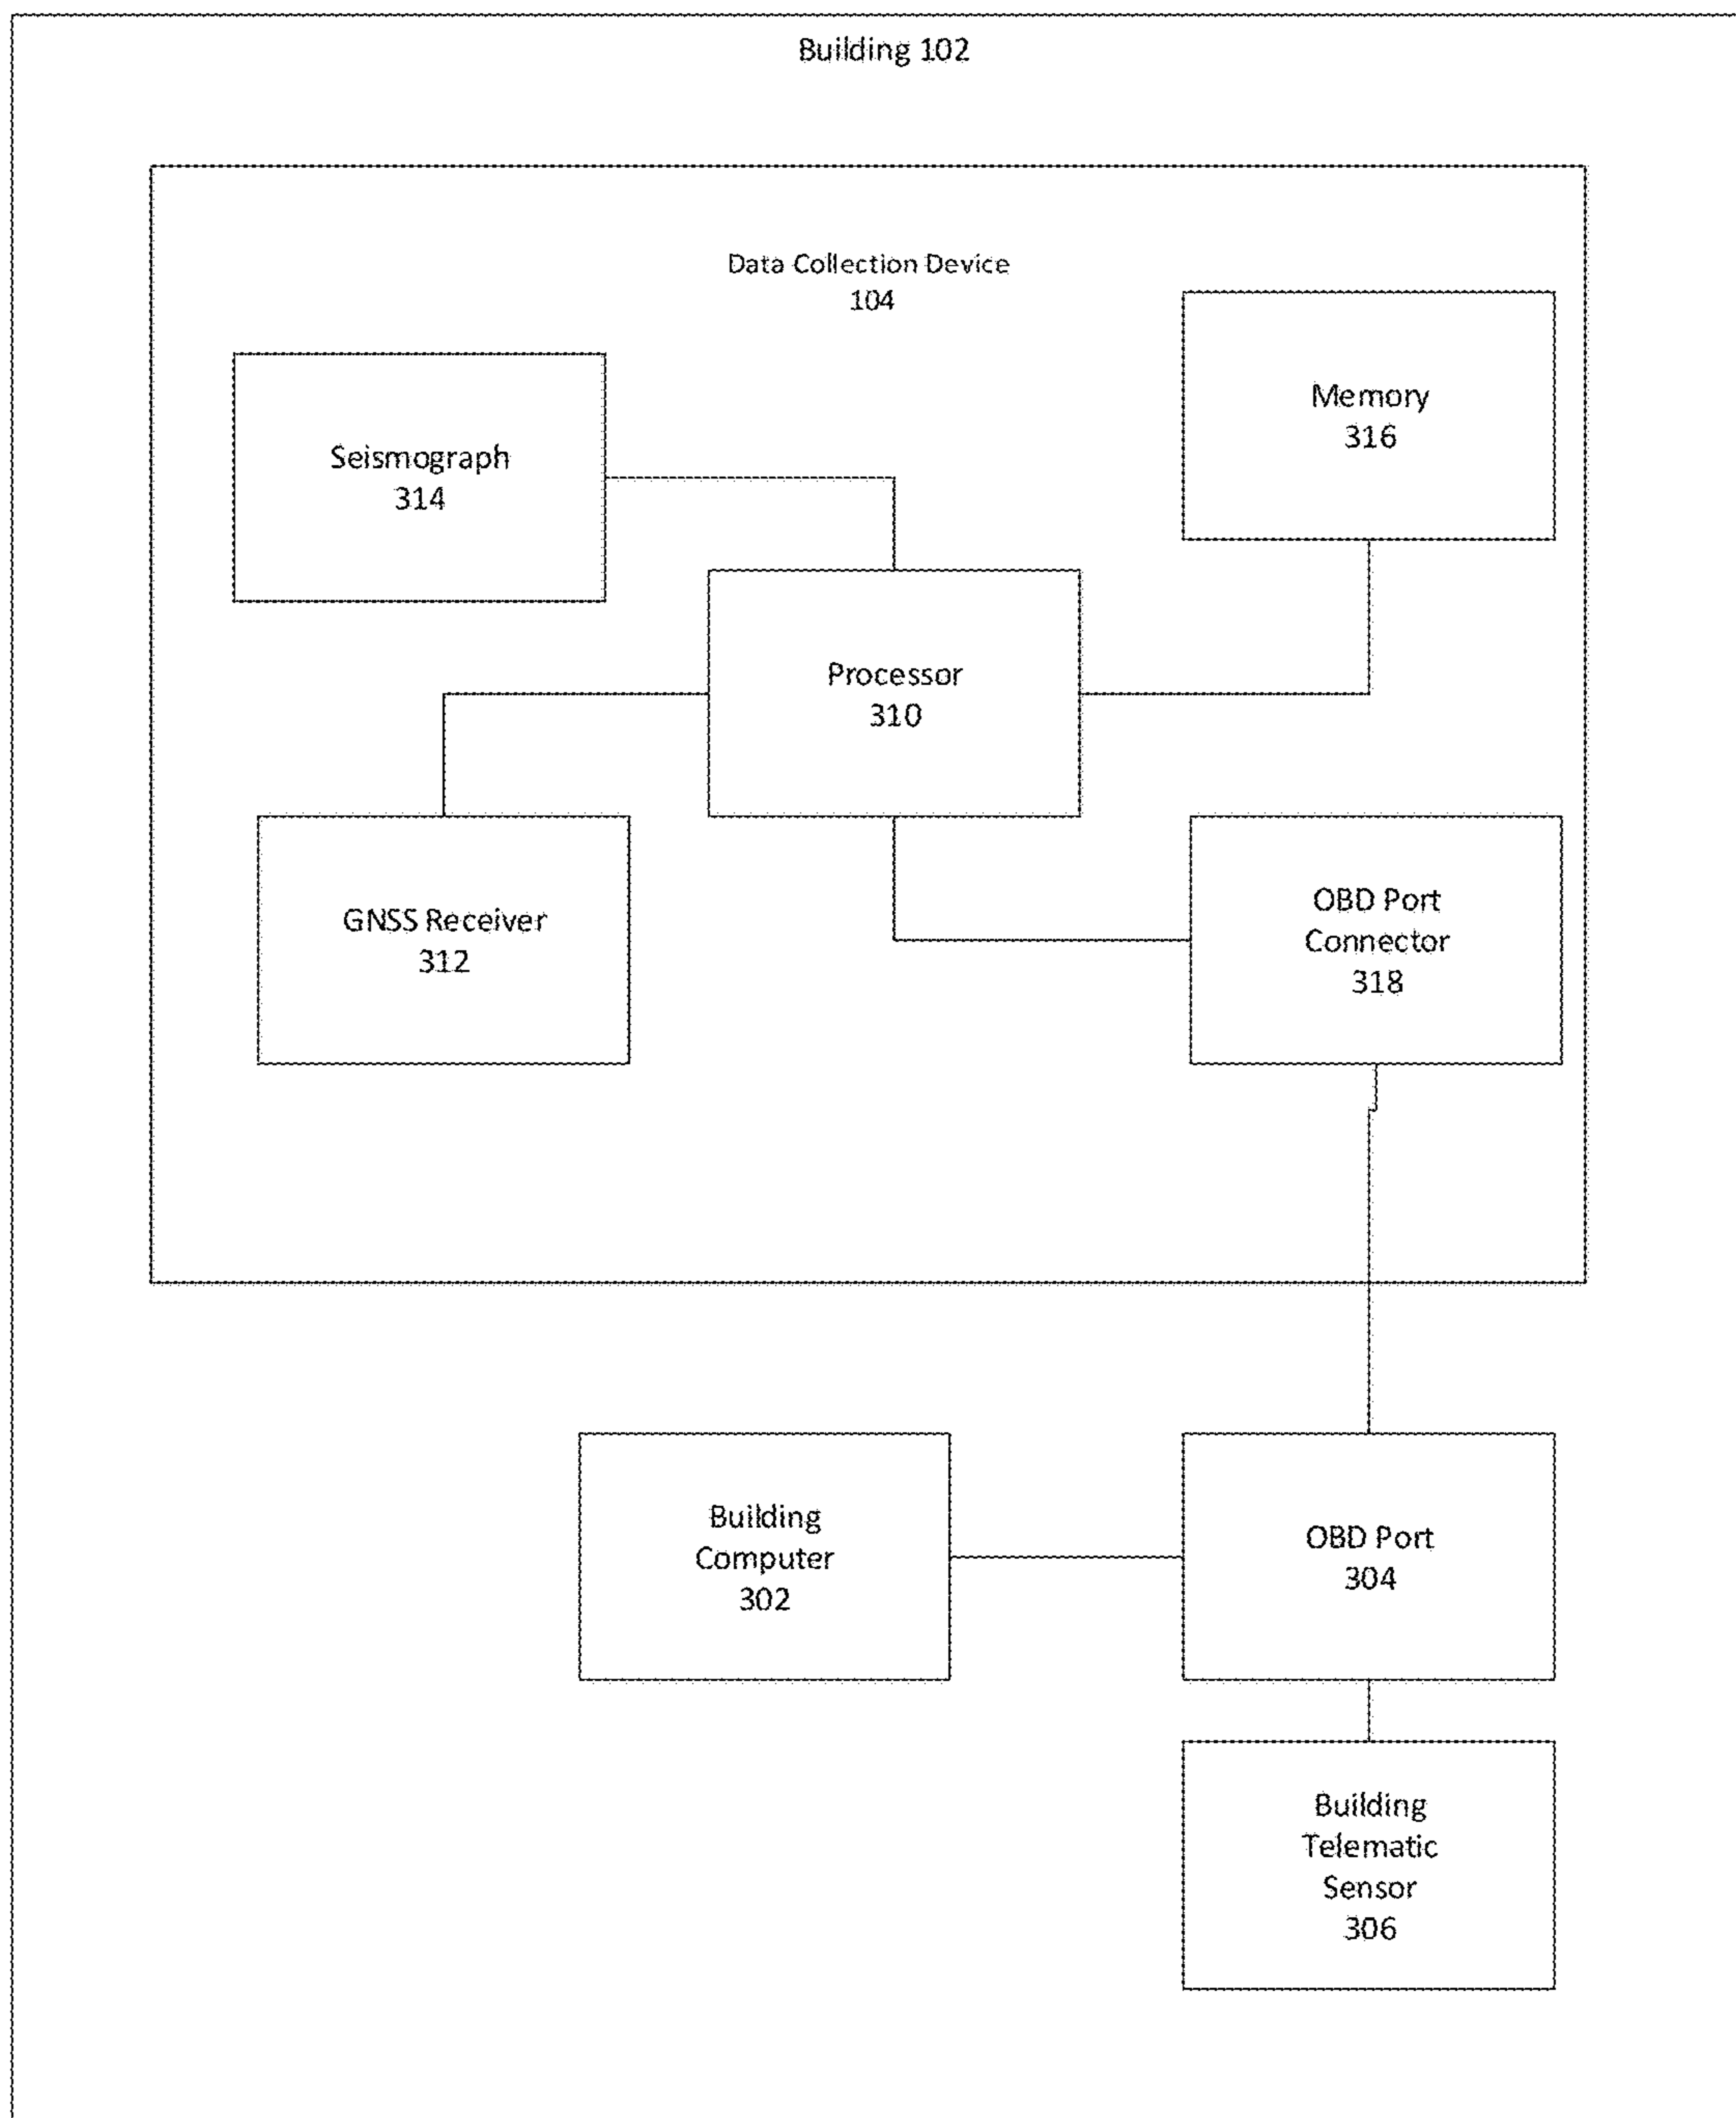 Building 102
Data Collection Device
104
Memory
316
Seismograph
314
Processor
310
GNSS Receiver
312
OBD Port
Connector
318
Building
Computer
302
OBD Port
304
Building
Telematic
Sensor
306